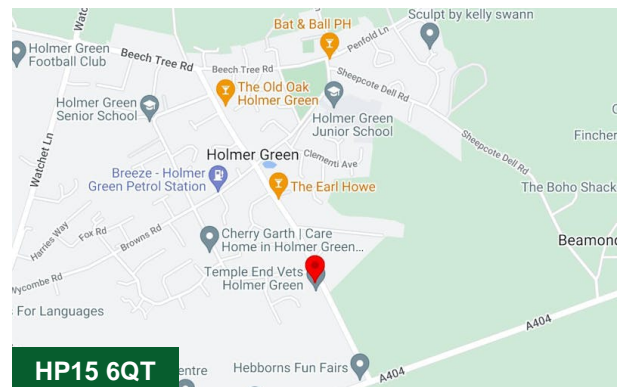 Sculpt by kelly swann
Bat & Ball PH
Penfold Ln
Watc
Holmer Green
Football Club
Beech Tree Rd
Beech Tree Rd
Sheepcote Dell Rd
The Old Oak
Holmer Green
Holmer Green
Senior School
Holmer Green
Junior School
Watchet Ln
Sheepcote Dell Rd
Fincher
Holmer Green
Clementi Ave
Breeze - Holmer
Green Petrol Station
The Earl Howe
The Boho Shack
Harries Way
Fox Rd
Browns Rd
Cherry Garth | Care
Home in Holmer Green...
Beamond
Wycombe Rd
Temple End Vets
Holmer Green
s For Languages
A404
HP15 6QT
entre
Hebborns Fun Fairs
A404